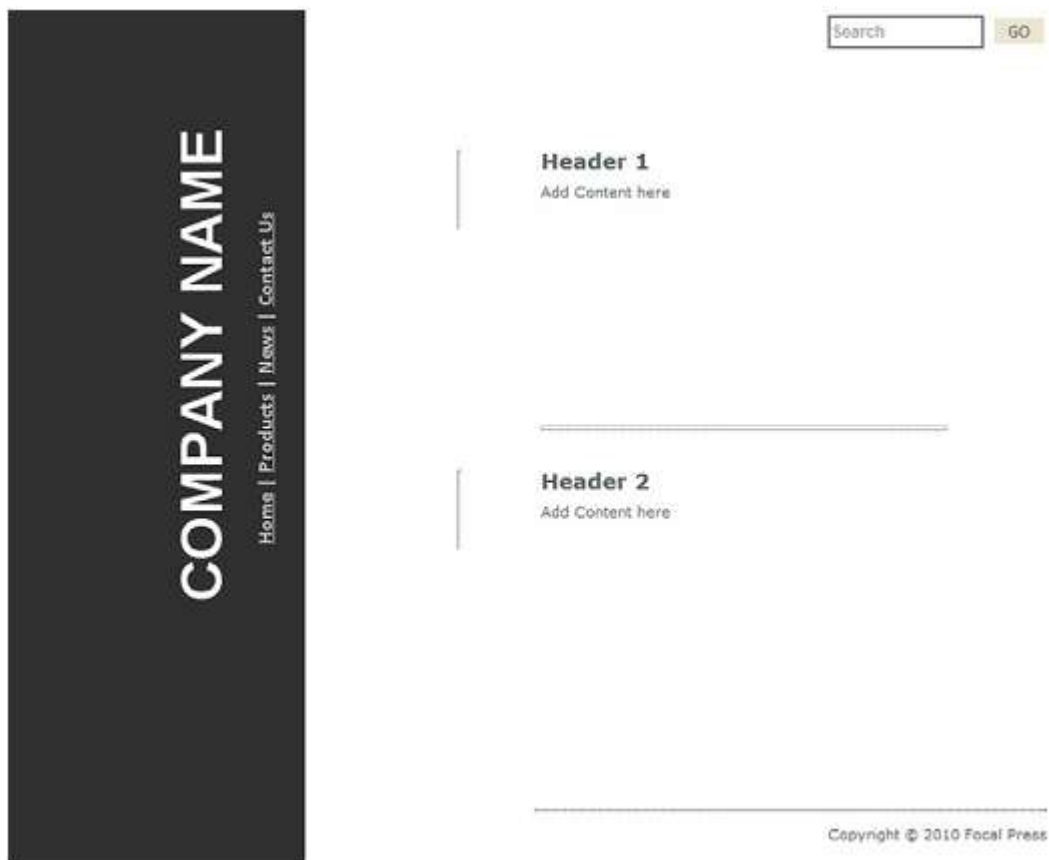 COMPANY NAME
Home | Products | News | Contact Us
Search
GO
Header 1
Add Content here
Header 2
Add Content here
Copyright © 2010 Focal Press